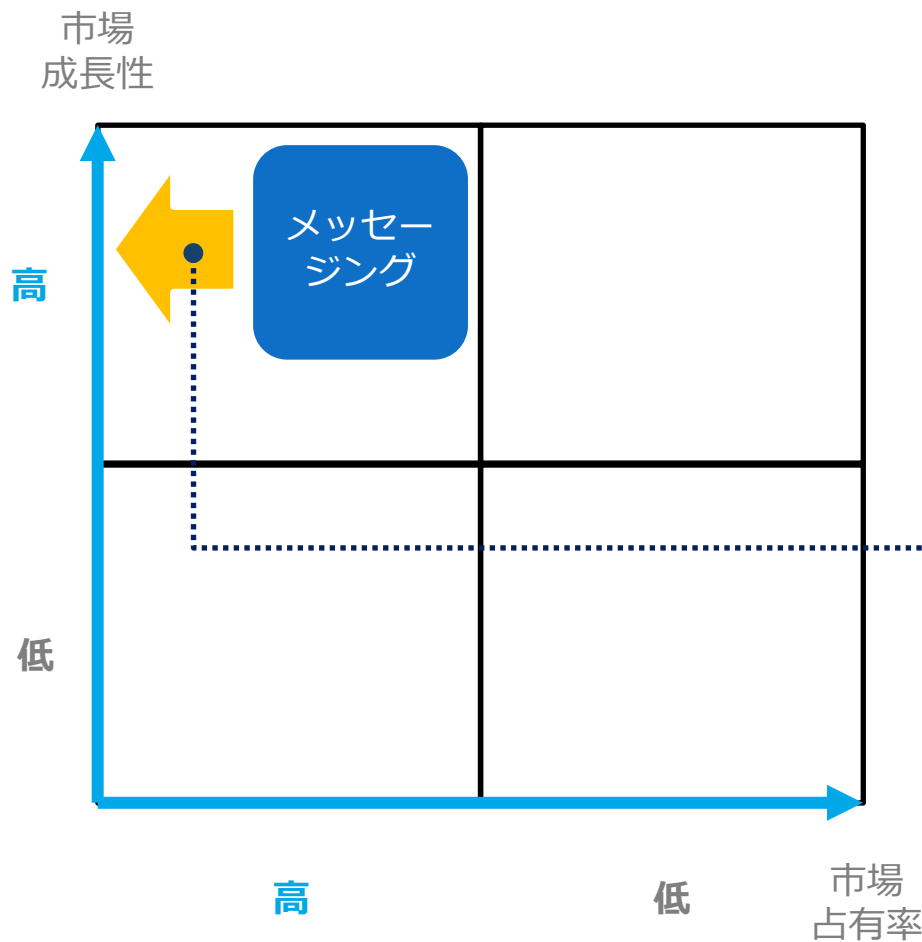 市場
成長性
メッセー
ジング
高
低
高
低
市場
占有率